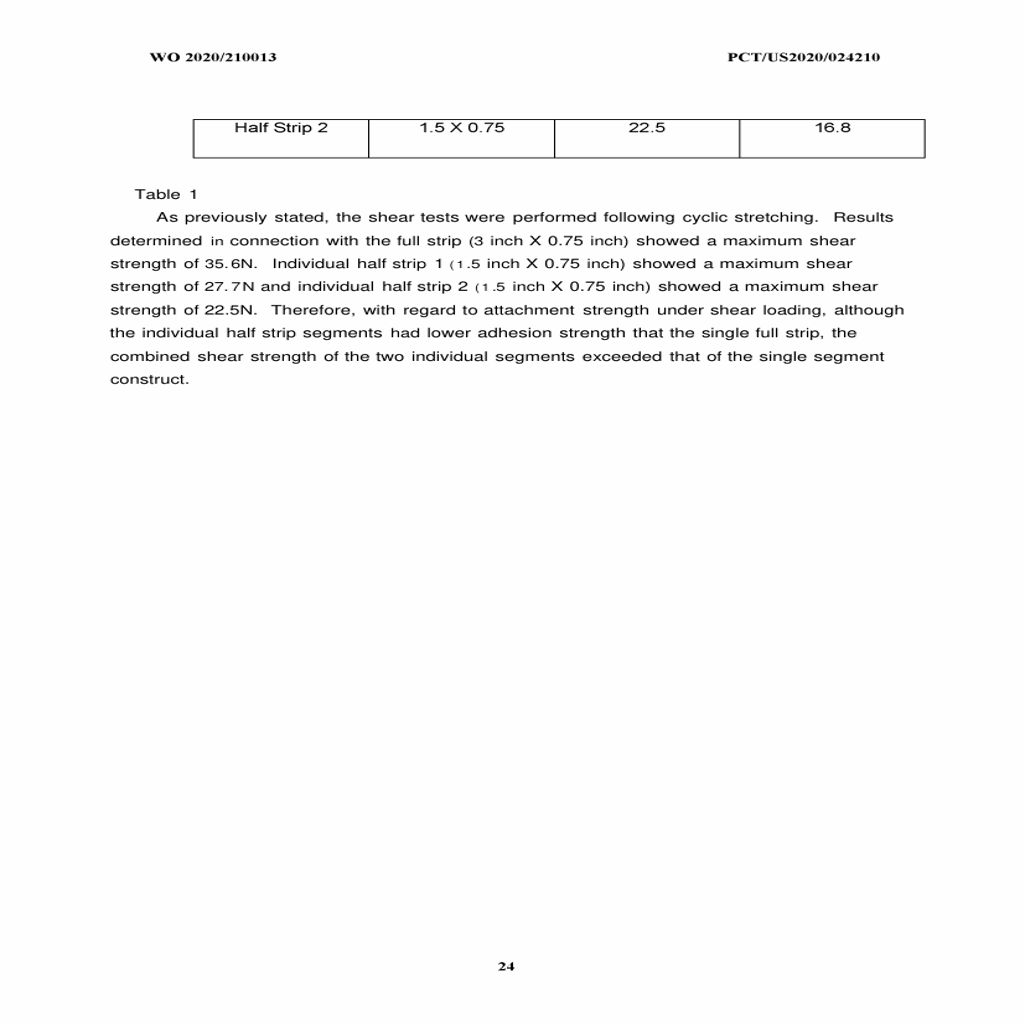 WO 2020/210013 PCT/US2020/024210
Half Strip 2 1.5 X 0.75 22.5 16.8
Table 1
As previously stated, the shear tests were performed following cyclic stretching. Results
determined in connection with the full strip (3 inch X 0.75 inch) showed a maximum shear
strength of 35.6N. Individual half strip 1 (1.5 inch X 0.75 inch) showed a maximum shear
strength of 27.7N and individual half strip 2 (1.5 inch X 0.75 inch) showed a maximum shear
strength of 22.5N. Therefore, with regard to attachment strength under shear loading, although
the individual half strip segments had lower adhesion strength that the single full strip, the
combined shear strength of the two individual segments exceeded that of the single segment
construct.
24